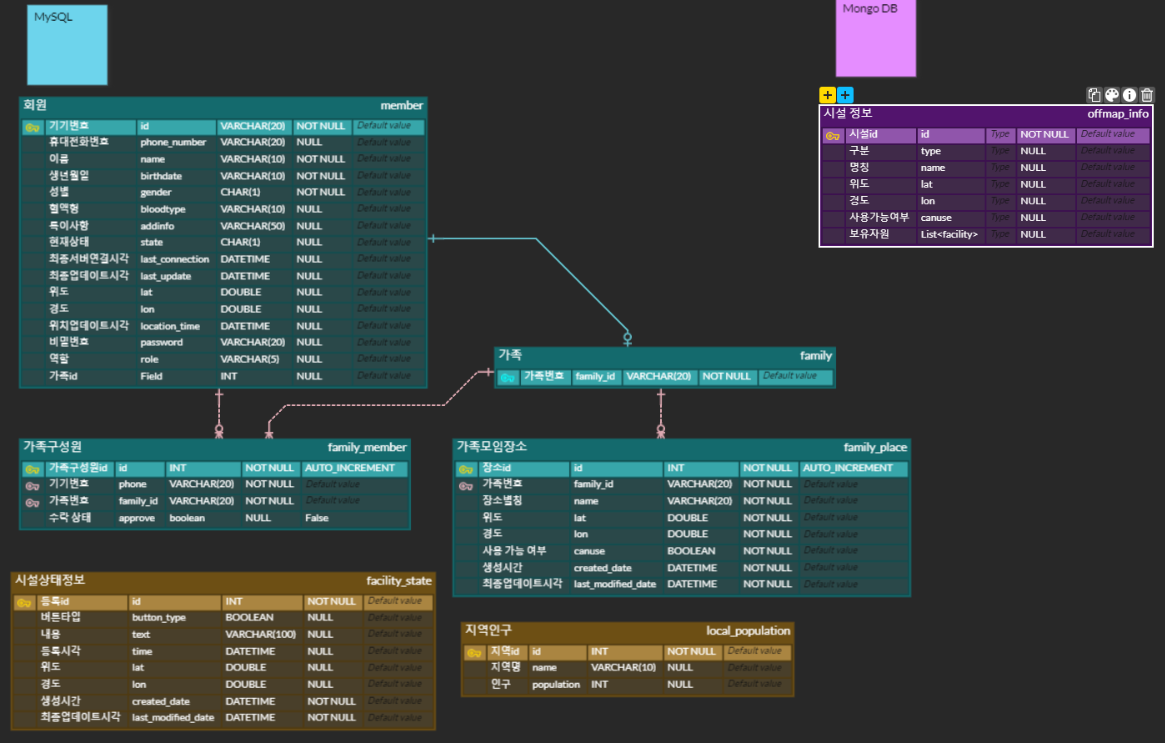 MySQL
Mongo DB
회원 member
기기번호 id VARCHAR(20) NOT NULL Default value
휴대전화번호 phone_number VARCHAR(20) NULL Default value
이름 name VARCHAR(10) NOT NULL Default value
생년월일 birthdate VARCHAR(10) NOT NULL Default value
성별 gender CHAR(1) NOT NULL Default value
혈액형 bloodtype VARCHAR(10) NULL Default value
특이사항 addinfo VARCHAR(50) NULL Default value
현재상태 state CHAR(1) NULL Default value
최종서버연결시각 last_connection DATETIME NULL Default value
최종업데이트시각 last_update DATETIME NULL Default value
위도 lat DOUBLE NULL Default value
경도 lon DOUBLE NULL Default value
위치업데이트시각 location_time DATETIME NULL Default value
비밀번호 password VARCHAR(20) NULL Default value
역할 role VARCHAR(5) NULL Default value
가족id Field INT NULL Default value
시설 정보 offmap_info
시설id id Type NOT NULL Default value
구분 type Type NULL Default value
명칭 name Type NULL Default value
위도 lat Type NULL Default value
경도 lon Type NULL Default value
사용가능여부 canuse Type NULL Default value
보유자원 List<facility> Type NULL Default value
가족 family
가족번호 family_id VARCHAR(20) NOT NULL Default value
가족구성원 family_member
가족구성원id id INT NOT NULL AUTO_INCREMENT
기기번호 phone VARCHAR(20) NOT NULL Default value
가족번호 family_id VARCHAR(20) NOT NULL Default value
수락 상태 approve boolean NULL False
가족모임장소 family_place
장소id id INT NOT NULL AUTO_INCREMENT
가족번호 family_id VARCHAR(20) NOT NULL Default value
장소별칭 name VARCHAR(20) NOT NULL Default value
위도 lat DOUBLE NOT NULL Default value
경도 lon DOUBLE NOT NULL Default value
사용 가능 여부 canuse BOOLEAN NOT NULL Default value
생성시간 created_date DATETIME NOT NULL Default value
최종업데이트시각 last_modified_date DATETIME NOT NULL Default value
시설상태정보 facility_state
등록id id INT NOT NULL Default value
버튼타입 button_type BOOLEAN NULL Default value
내용 text VARCHAR(100) NULL Default value
등록시각 time DATETIME NULL Default value
위도 lat DOUBLE NULL Default value
경도 lon DOUBLE NULL Default value
생성시간 created_date DATETIME NOT NULL Default value
최종업데이트시각 last_modified_date DATETIME NOT NULL Default value
지역인구 local_population
지역id id INT NOT NULL Default value
지역명 name VARCHAR(10) NULL Default value
인구 population INT NULL Default value